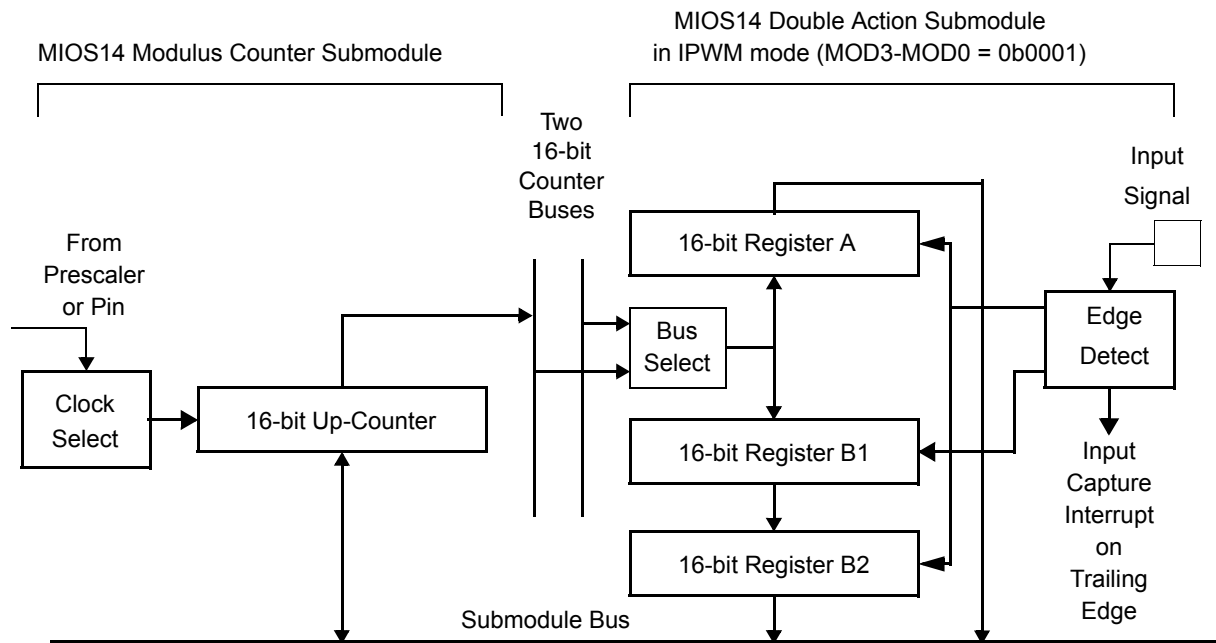 MIOS14 Modulus Counter Submodule
MIOS14 Double Action Submodule
in IPWM mode (MOD3-MOD0 = 0b0001)
Two
16-bit
Counter
Buses
Input
Signal
From
Prescaler
or Pin
Clock
Select
16-bit Up-Counter
Bus
Select
16-bit Register A
16-bit Register B1
16-bit Register B2
Edge
Detect
Input
Capture
Interrupt
on
Trailing
Edge
Submodule Bus